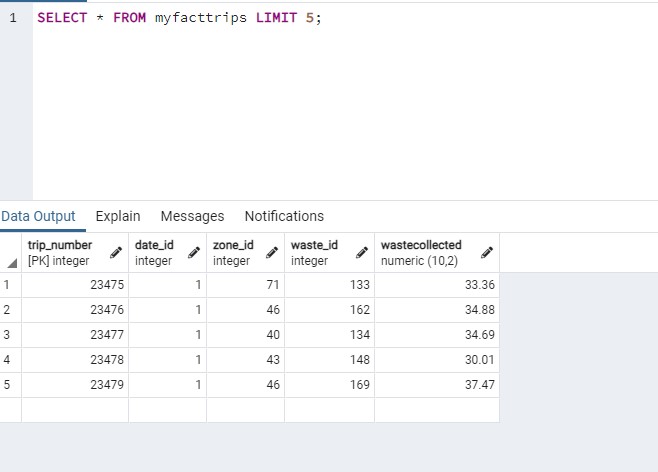 1 SELECT * FROM myfacttrips LIMIT 5;
Data Output Explain Messages Notifications
trip_number date_id zone_id waste_id wastecollected
[PK] integer integer integer integer numeric (10,2)
1 23475 1 71 133 33.36
2 23476 1 46 162 34.88
3 23477 1 40 134 34.69
4 23478 1 43 148 30.01
5 23479 1 46 169 37.47